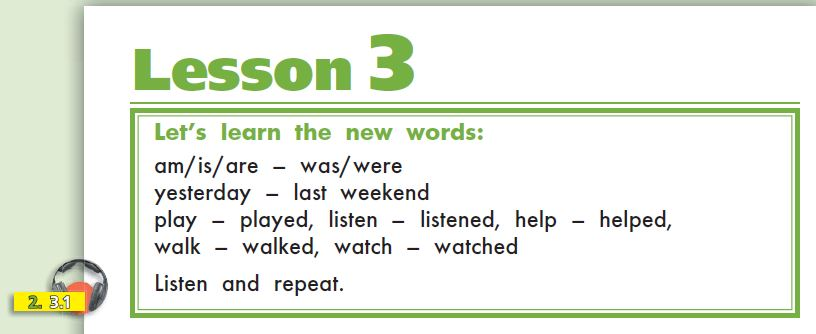 Lesson 3
Let's learn the new words:
am/is/are – was/were
yesterday – last weekend
play – played, listen – listened, help – helped,
walk – walked, watch – watched
Listen and repeat.
2. 3.1